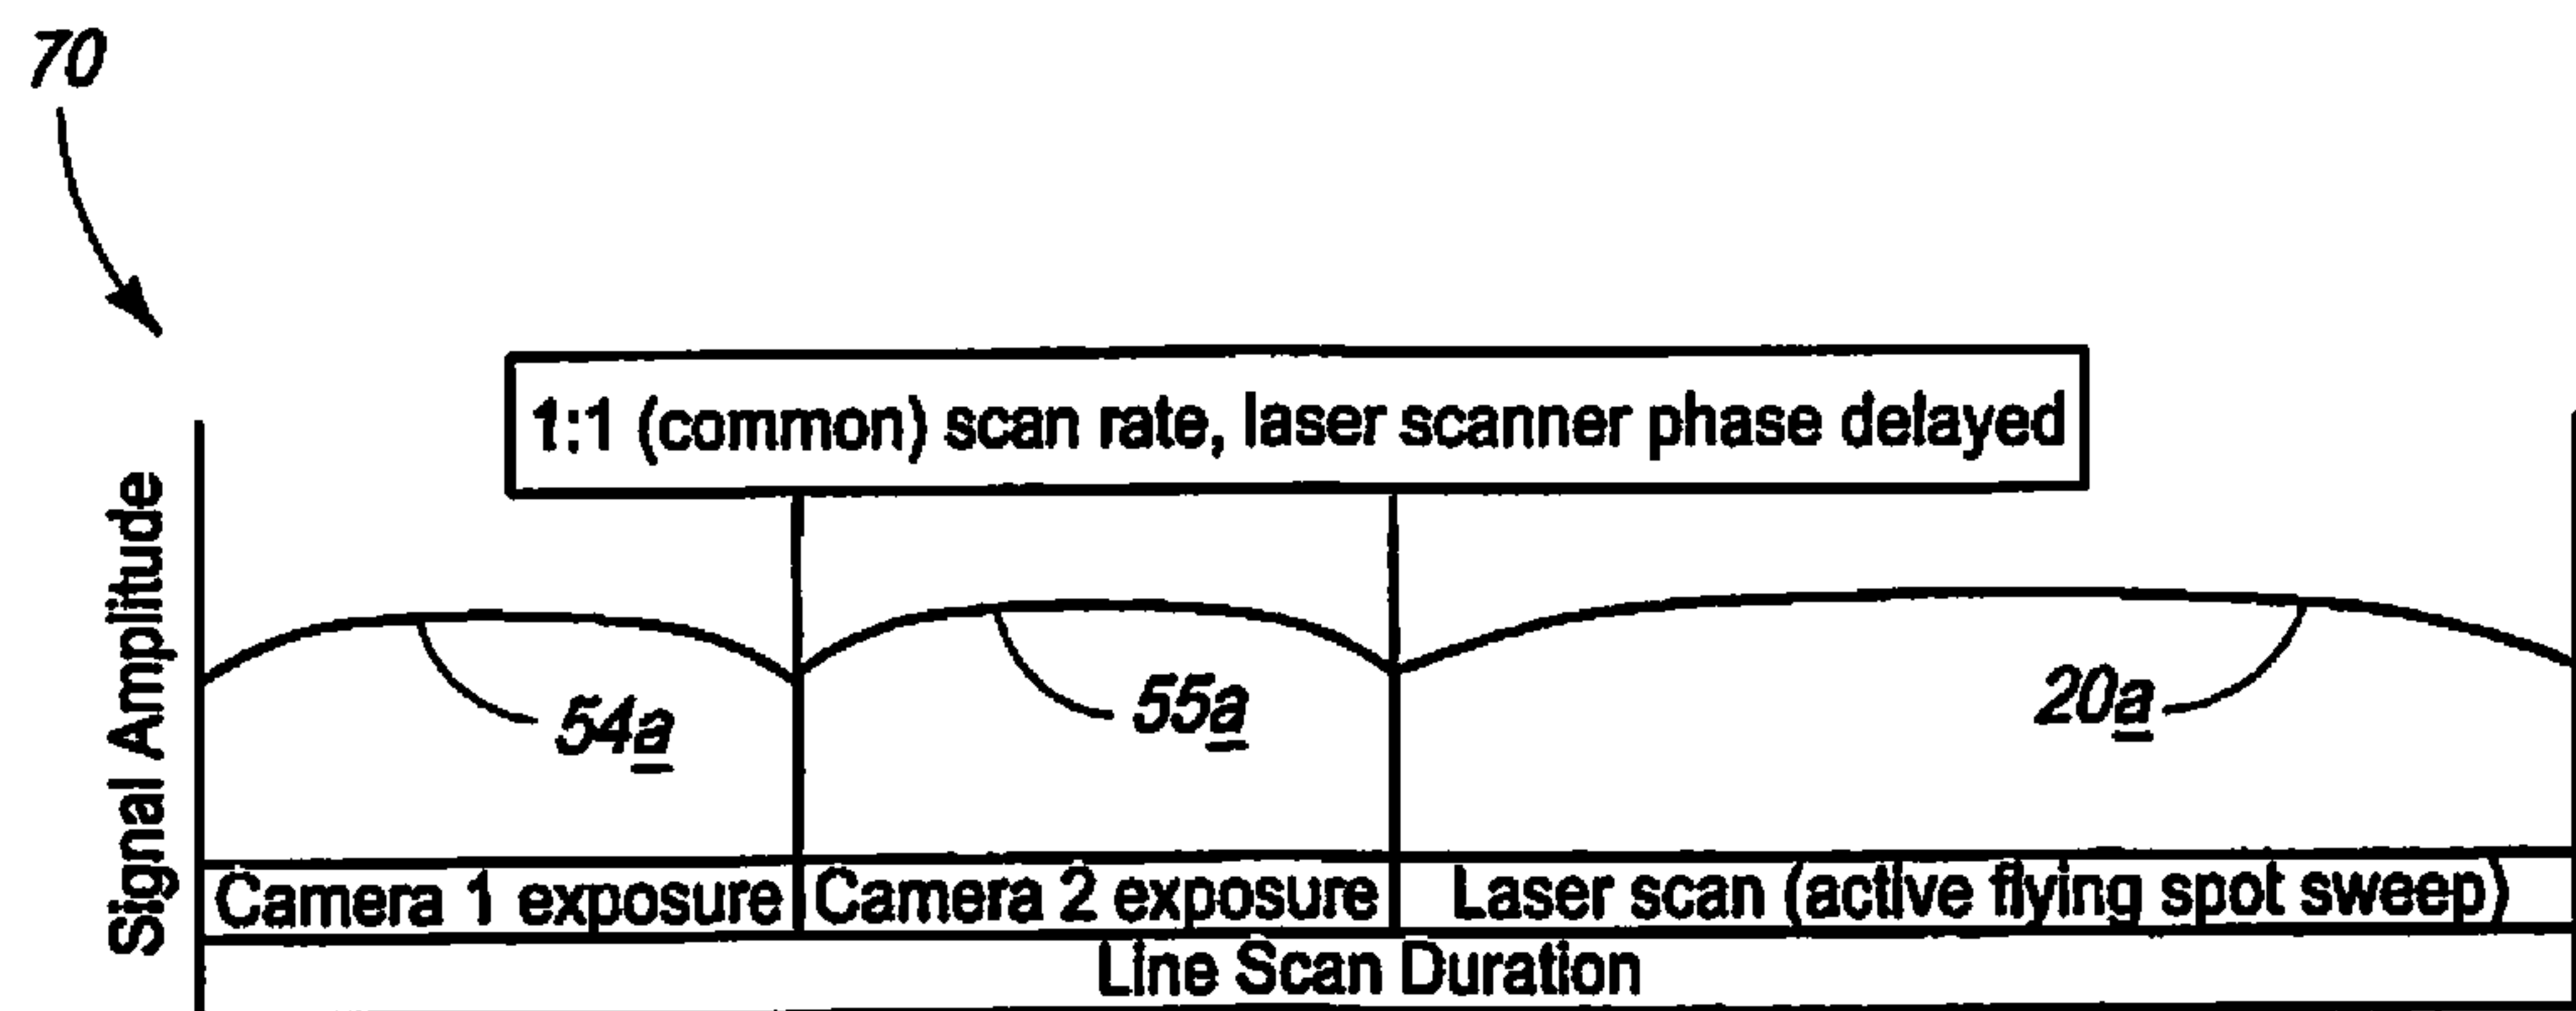 70
1:1 (common) scan rate, laser scanner phase delayed
Signal Amplitude
54a
55a
20a
Camera 1 exposure
Camera 2 exposure
Laser scan (active flying spot sweep)
Line Scan Duration